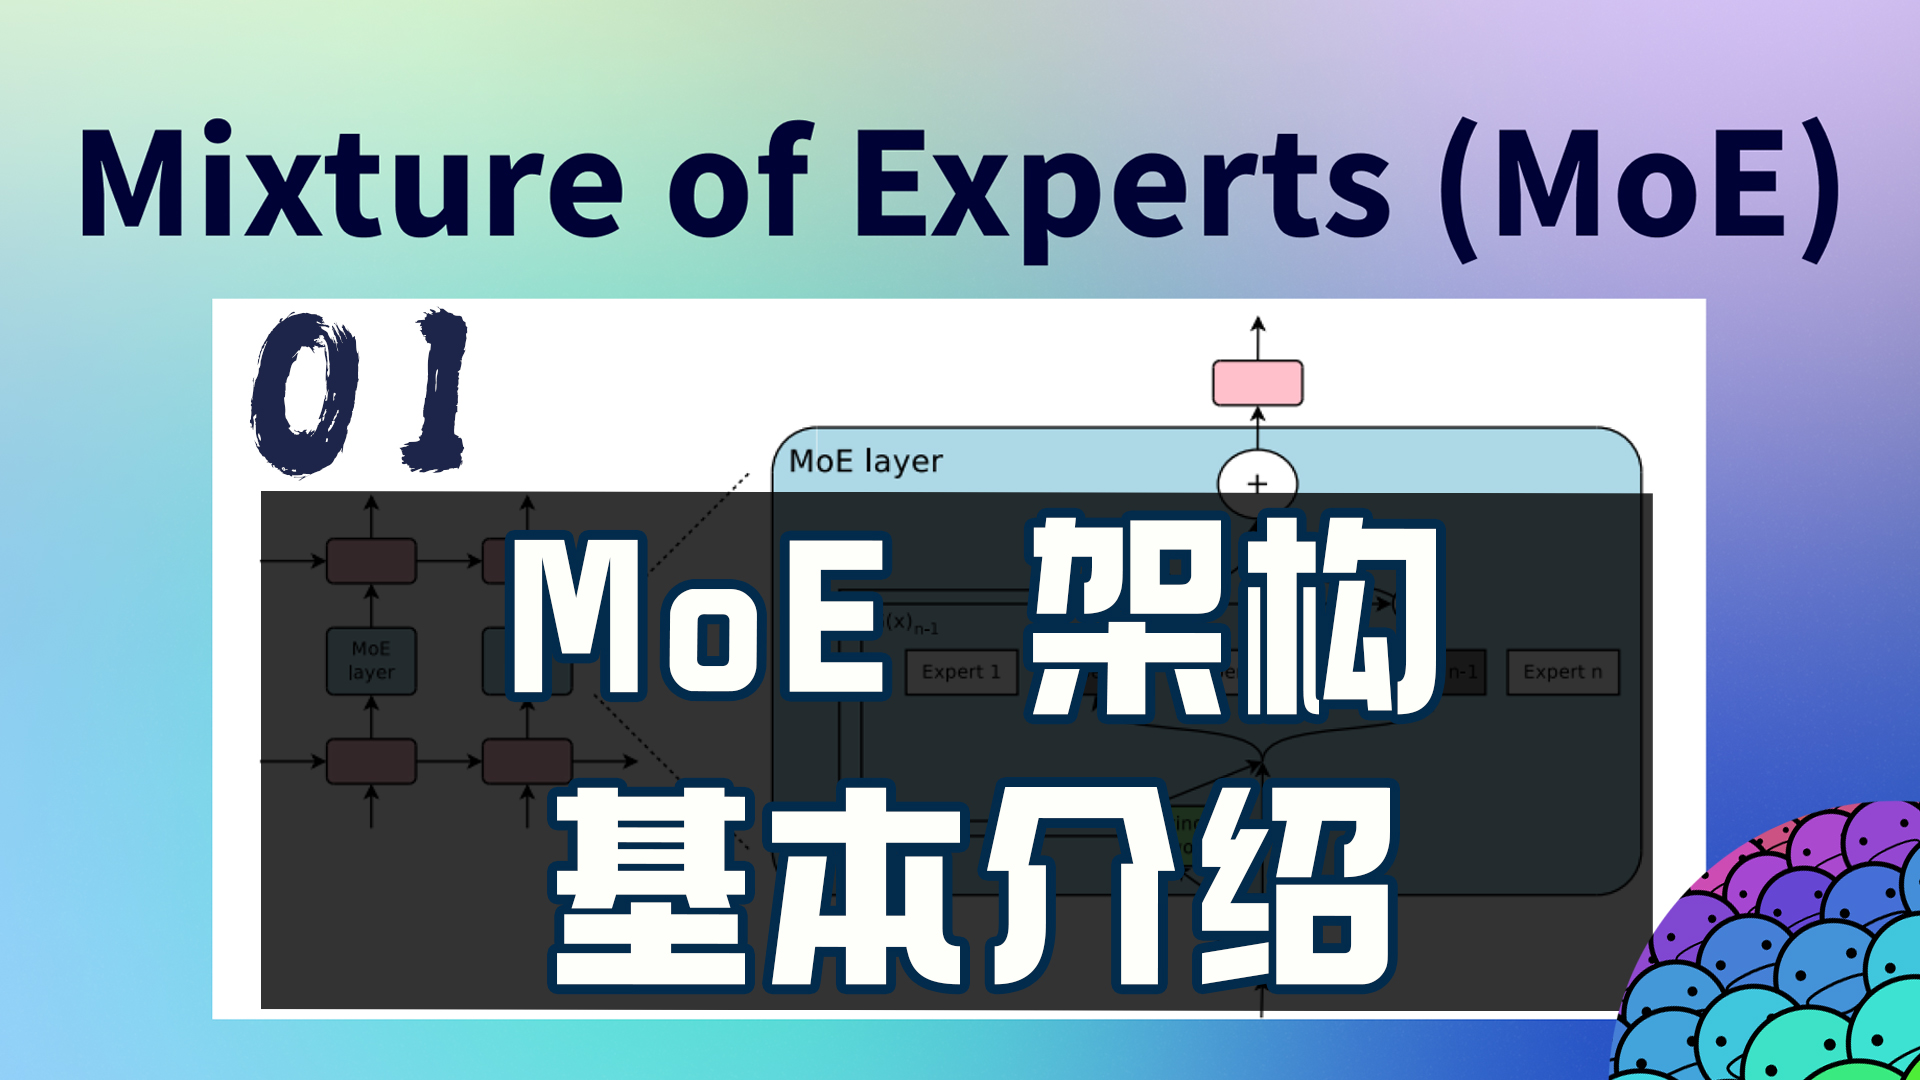 Mixture of Experts (MoE)
01
MoE layer
MoE 架构
(x)n-1
MoE
layer
Expert 1
n-1
Expert n
基本介绍